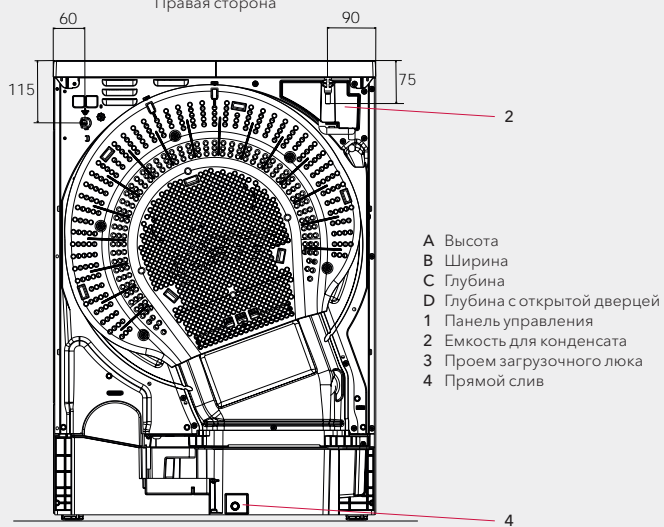 Правая сторона
60
90
115
75
2
A Высота
B Ширина
C Глубина
D Глубина с открытой дверцей
1 Панель управления
2 Емкость для конденсата
3 Проем загрузочного люка
4 Прямой слив
4